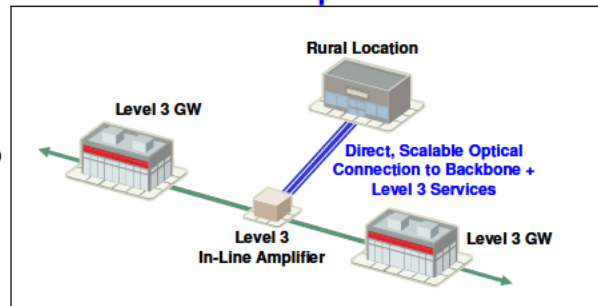 Rural Location
Level 3 GW
Direct, Scalable Optical
Connection to Backbone +
Level 3 Services
Level 3
In-Line Amplifier
Level 3 GW